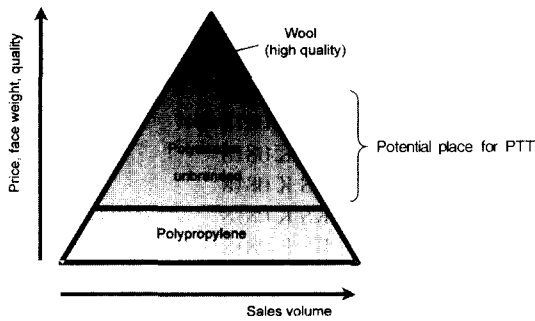 Wool
(high quality)
Price, face weight, quality
Potential place for PTT
unbranded
Polypropylene
Sales volume